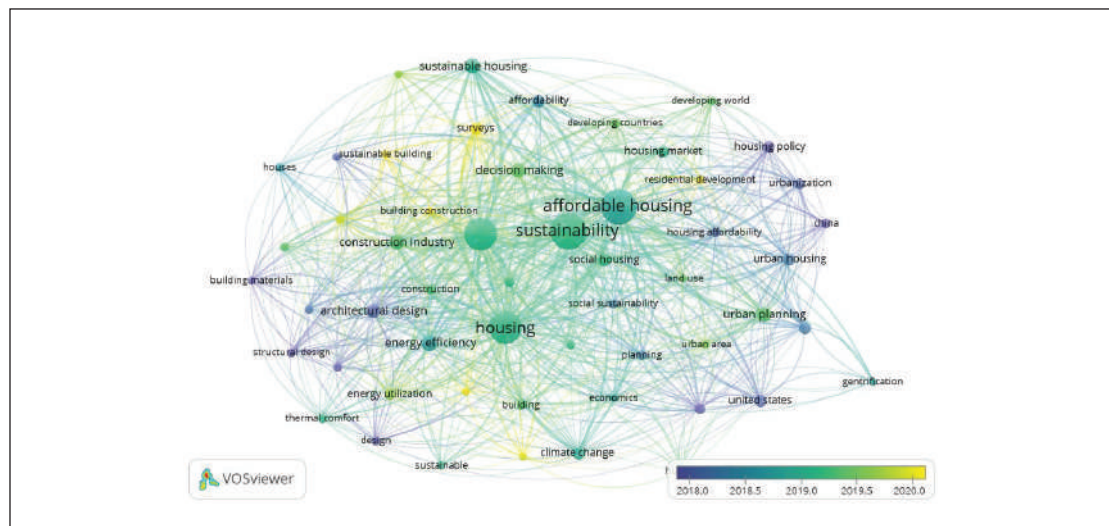 sustainable housing
affordability
developing world
developing countries
surveys
housing market
housing policy
sustainable building
houses
decision making
residential development
urbanization
affordable housing
building construction
china
sustainability
housing affordability
construction industry
social housing
urban housing
land use
building materials
construction
social sustainability
architectural design
urban planning
housing
energy efficiency
urban area
structural design
planning
gentrification
energy utilization
economics
united states
building
thermal comfort
design
climate change
sustainable
VOSviewer
2018.0 2018.5 2019.0 2019.5 2020.0